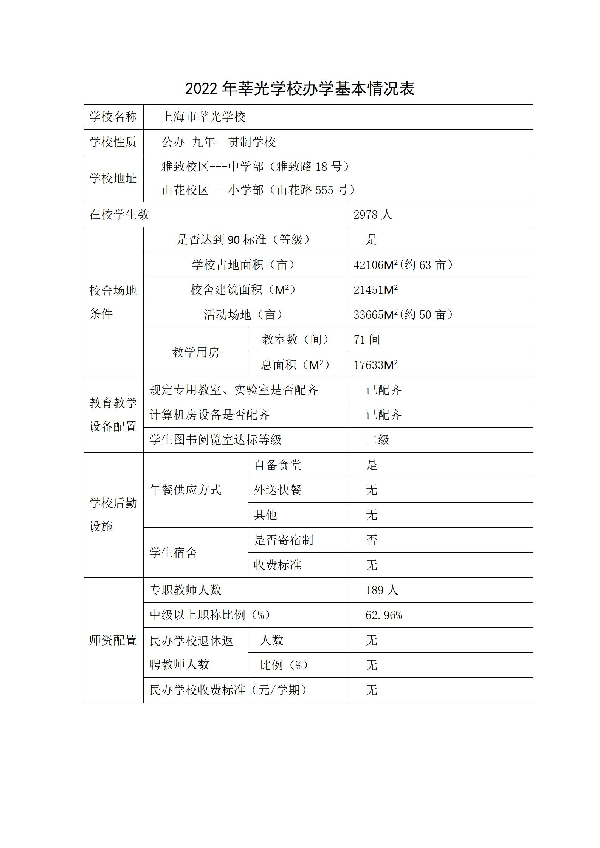 2022 年莘光学校办学基本情况表
学校名称 上海市莘光学校
学校性质 公办 九年一贯制学校
学校地址 雅致校区---中学部（雅致路 18 号）
山花校区---小学部（山花路 555 号）
在校学生数 2978 人
校舍场地条件 是否达到 90 标准（等级） 是
学校占地面积（亩） 42106M²(约 63 亩）
校舍建筑面积（M²） 21451M²
活动场地（亩） 33665M²(约 50 亩）
教学用房 教室数（间） 71 间
总面积（M²） 17633M²
教育教学设备配置 规定专用教室、实验室是否配齐 已配齐
计算机房设备是否配齐 已配齐
学生图书阅览室达标等级
学校后勤设施 午餐供应方式 自备食堂 是
外送快餐 无
其他 无
学生宿舍 是否寄宿制 否
收费标准 无
师资配置 专职教师人数 189 人
中级以上职称比例（%） 62.96%
民办学校退休返聘教师人数 人数 无
比例（%） 无
民办学校收费标准（元/学期） 无